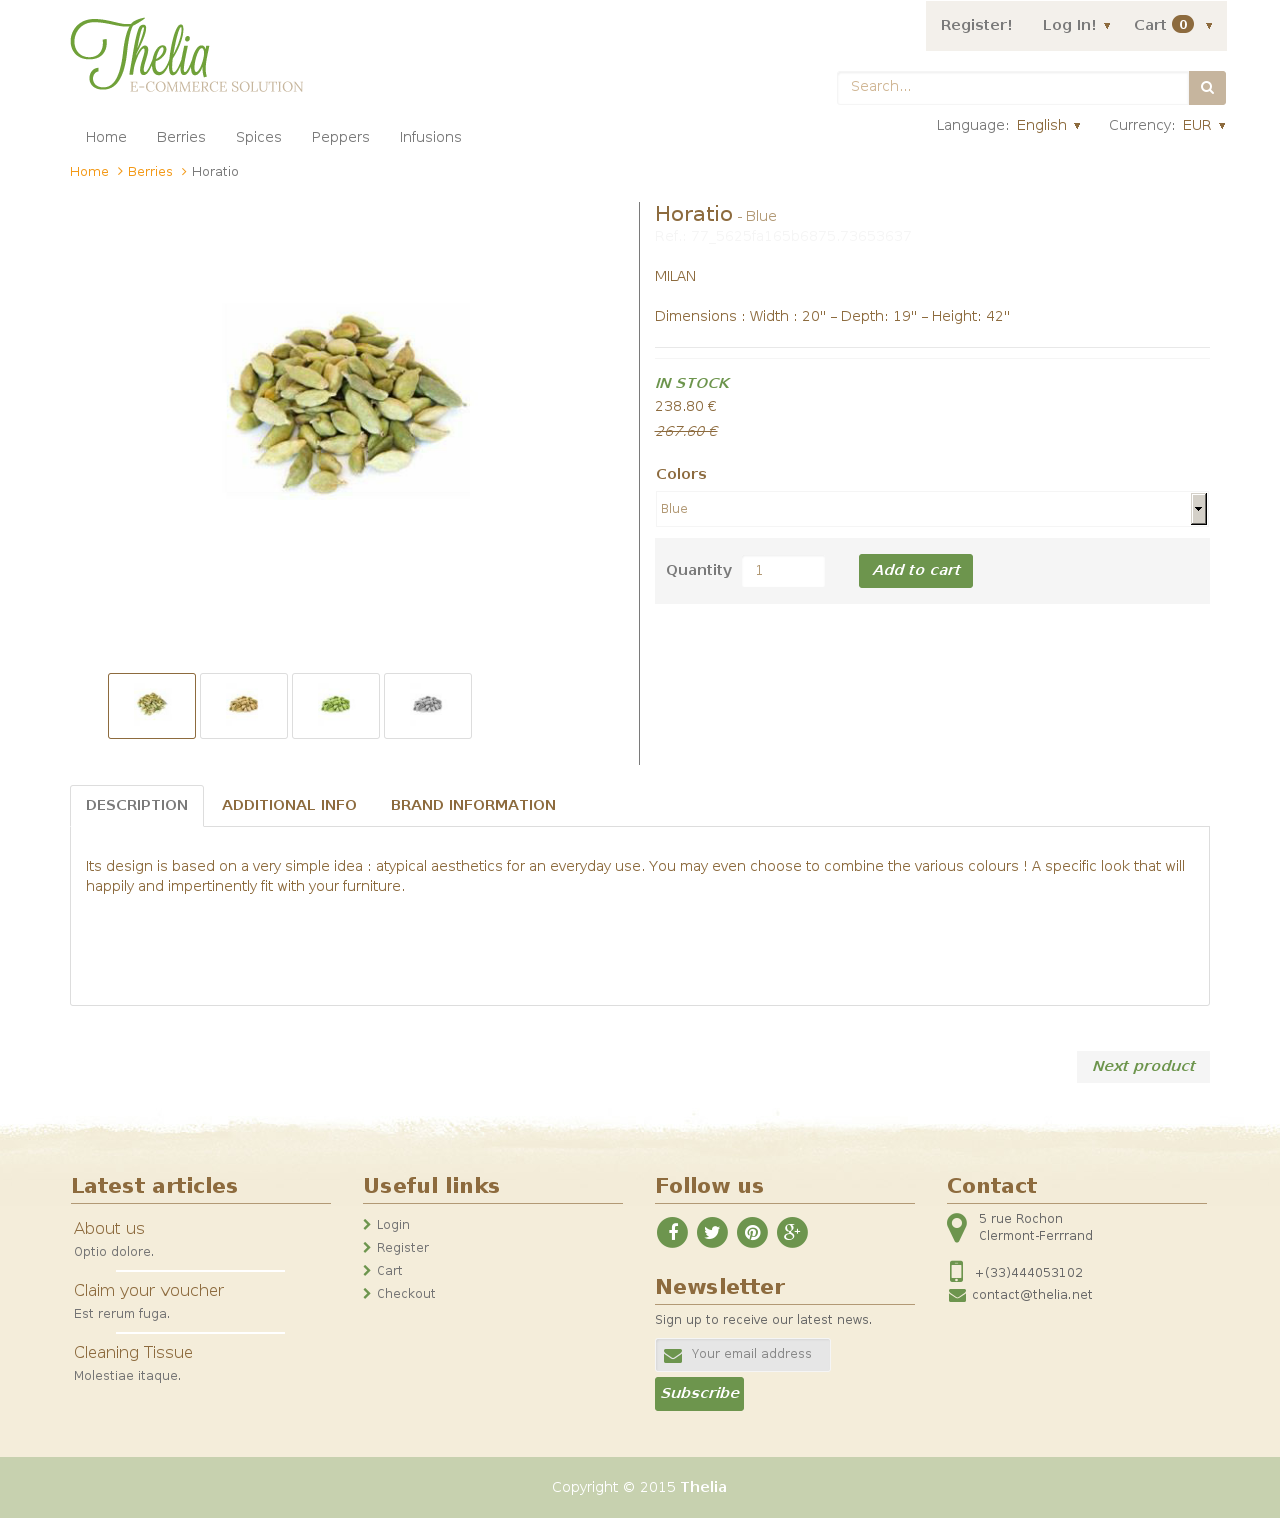 Thelia
E-COMMERCE SOLUTION
Register!
Log In!
Cart 0
Search...
Language: English
Currency: EUR
Home
Berries
Spices
Peppers
Infusions
Home > Berries > Horatio
Horatio - Blue
Ref : 77_5625fa165b6875.73653637
MILAN
Dimensions : Width : 20" – Depth: 19" – Height: 42"
IN STOCK
238.80 €
267.60 €
Colors
Blue
Quantity 1 Add to cart
DESCRIPTION
ADDITIONAL INFO
BRAND INFORMATION
Its design is based on a very simple idea : atypical aesthetics for an everyday use. You may even choose to combine the various colours ! A specific look that will
happily and impertinently fit with your furniture.
Next product
Latest articles
About us
Optio dolore.
Claim your voucher
Est rerum fuga.
Cleaning Tissue
Molestiae itaque.
Useful links
Login
Register
Cart
Checkout
Follow us
Newsletter
Sign up to receive our latest news.
Your email address
Subscribe
Contact
5 rue Rochon
Clermont-Ferrrand
+(33)444053102
contact@thelia.net
Copyright © 2015 Thelia